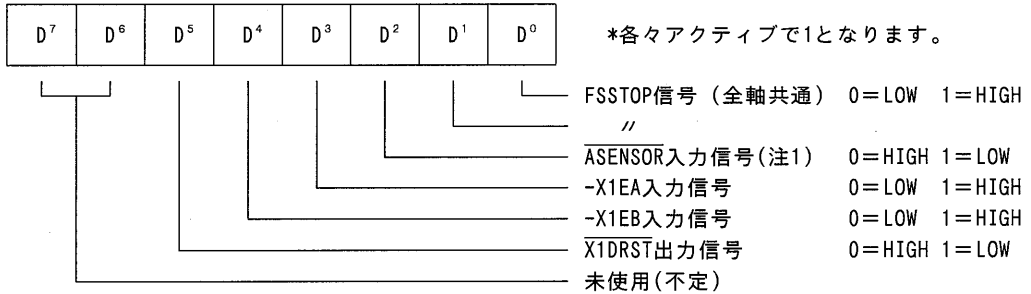 D⁷ D⁶ D⁵ D⁴ D³ D² D¹ D⁰ *各々アクティブで1となります。
FSSTOP信号 (全軸共通) 0=LOW 1=HIGH
〃
ASENSOR入力信号(注1) 0=HIGH 1=LOW
-X1EA入力信号 0=LOW 1=HIGH
-X1EB入力信号 0=LOW 1=HIGH
X1DRST出力信号 0=HIGH 1=LOW
未使用(不定)